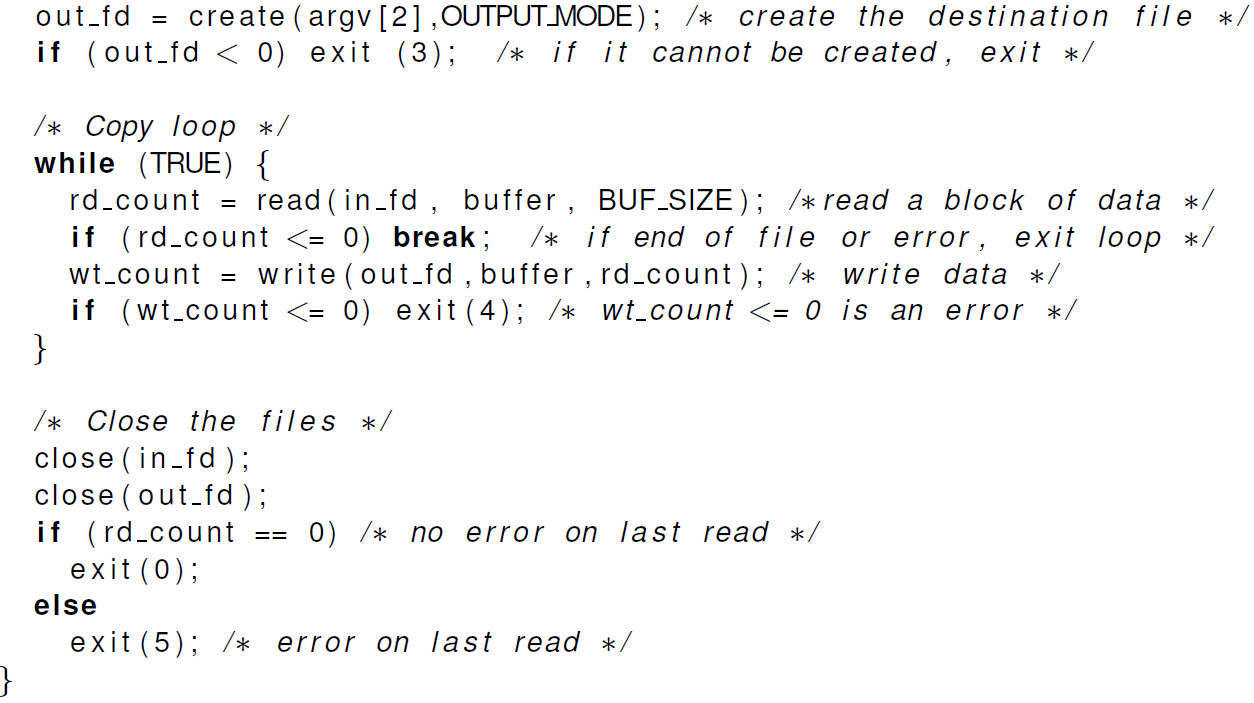 out_fd = create(argv[2],OUTPUT_MODE); /* create the destination file */
if (out_fd < 0) exit (3); /* if it cannot be created, exit */
/* Copy loop */
while (TRUE) {
rd_count = read(in_fd, buffer, BUF_SIZE); /*read a block of data */
if (rd_count <= 0) break; /* if end of file or error, exit loop */
wt_count = write(out_fd,buffer,rd_count); /* write data */
if (wt_count <= 0) exit(4); /* wt_count <= 0 is an error */
}
/* Close the files */
close(in_fd);
close(out_fd);
if (rd_count == 0) /* no error on last read */
exit(0);
else
exit(5); /* error on last read */
}